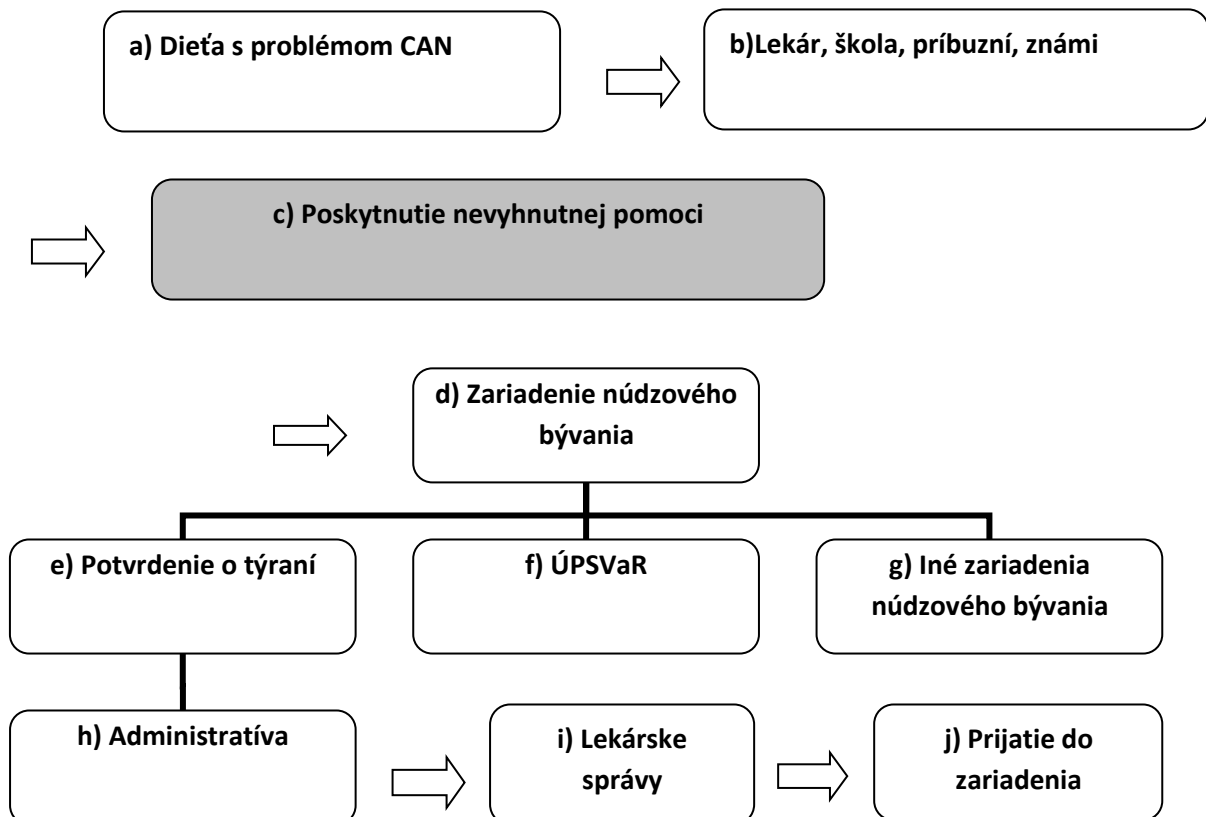 a) Dieťa s problémom CAN
b)Lekár, škola, príbuzní, známi
c) Poskytnutie nevyhnutnej pomoci
d) Zariadenie núdzového
bývania
e) Potvrdenie o týraní
f) ÚPSVaR
g) Iné zariadenia
núdzového bývania
h) Administratíva
i) Lekárske
správy
j) Prijatie do
zariadenia